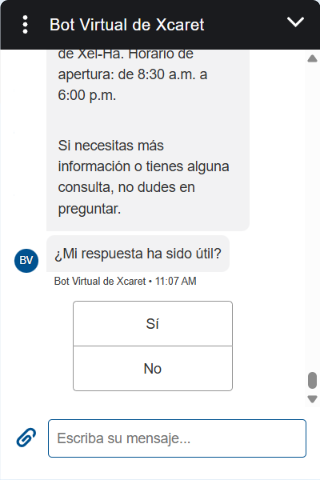 Bot Virtual de Xcaret
de Xel-Há. Horario de
apertura: de 8:30 a.m. a
6:00 p.m.
Si necesitas más
información o tienes alguna
consulta, no dudes en
preguntar.
BV
¿Mi respuesta ha sido útil?
Bot Virtual de Xcaret • 11:07 AM
Sí
No
Escriba su mensaje...